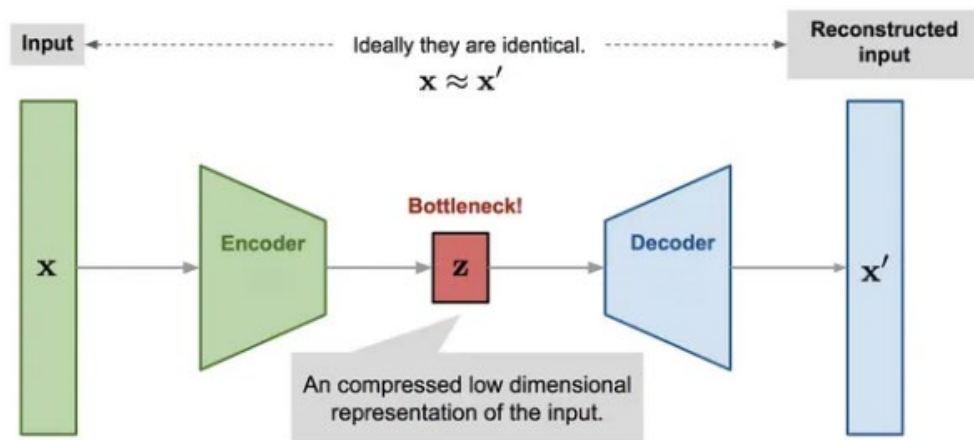 Input
Ideally they are identical.
x ≈ x′
Reconstructed
input
Bottleneck!
x
Encoder
z
Decoder
x′
An compressed low dimensional
representation of the input.